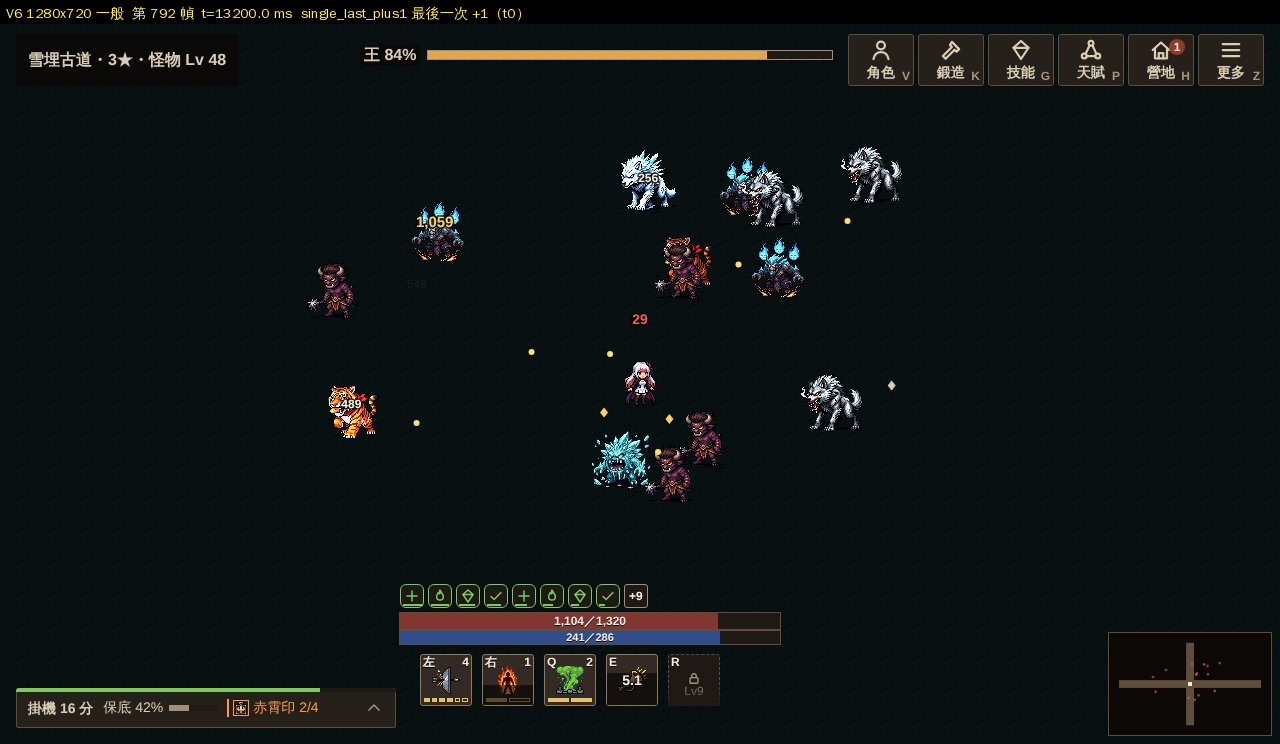 V6 1280x720 一般 第 792 幀 t=13200.0 ms single_last_plus1 最後一次 +1（t0）
雪埋古道・3★・怪物 Lv 48
王 84%
角色 V
鍛造 K
技能 G
天賦 P
營地 H
1
更多 Z
256
1,059
548
29
489
+9
1,104／1,320
241／286
左 4
右 1
Q 2
E 5.1
R Lv9
掛機 16 分 保底 42% 赤霄印 2/4